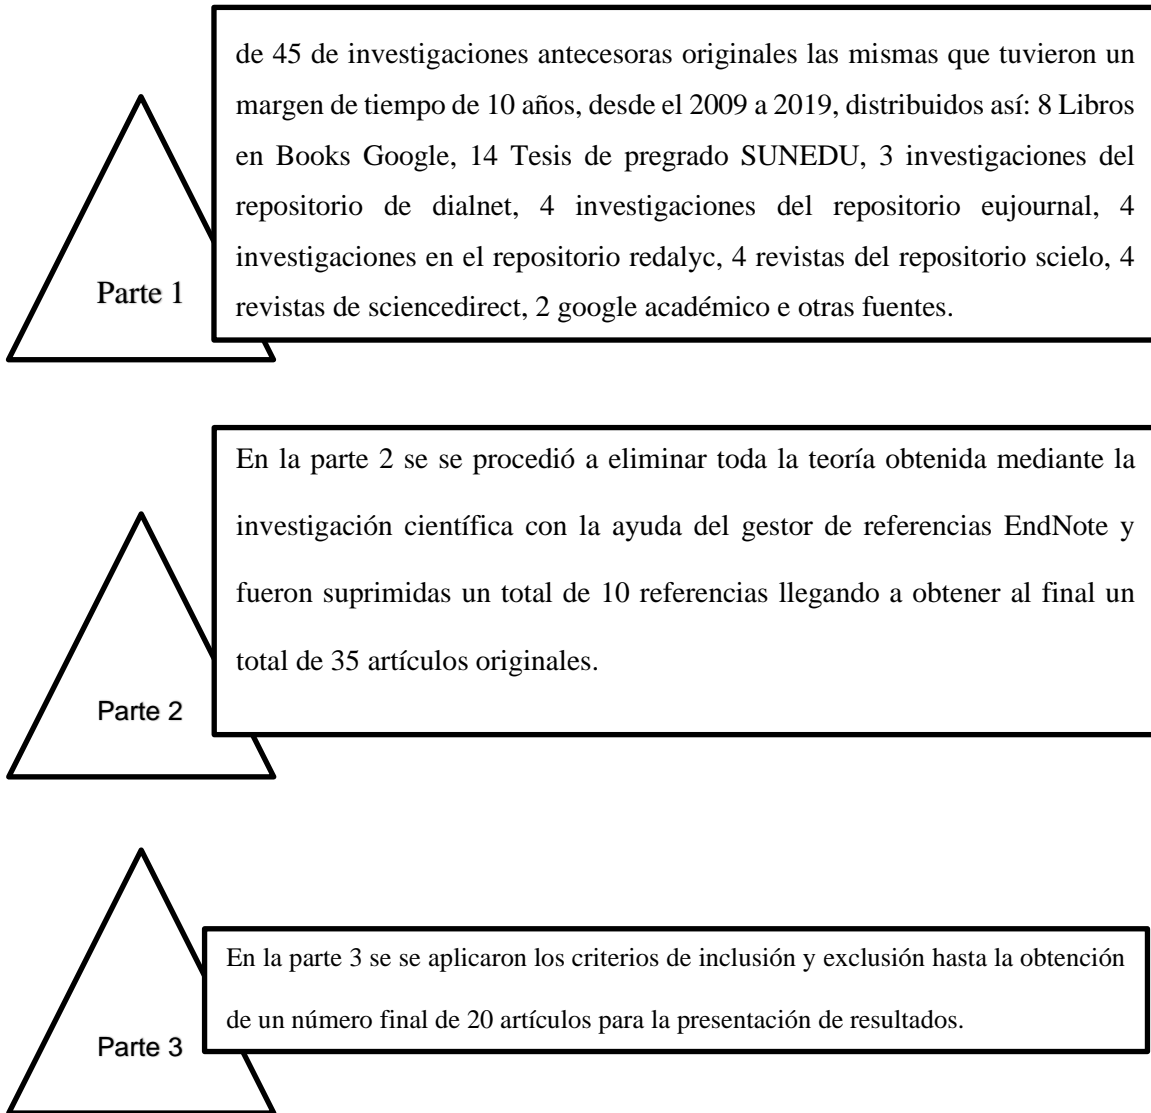 de 45 de investigaciones antecesoras originales las mismas que tuvieron un
margen de tiempo de 10 años, desde el 2009 a 2019, distribuidos así: 8 Libros
en Books Google, 14 Tesis de pregrado SUNEDU, 3 investigaciones del
repositorio de dialnet, 4 investigaciones del repositorio eujournal, 4
investigaciones en el repositorio redalyc, 4 revistas del repositorio scielo, 4
revistas de sciencedirect, 2 google académico e otras fuentes.
Parte 1
En la parte 2 se se procedió a eliminar toda la teoría obtenida mediante la
investigación científica con la ayuda del gestor de referencias EndNote y
fueron suprimidas un total de 10 referencias llegando a obtener al final un
total de 35 artículos originales.
Parte 2
En la parte 3 se se aplicaron los criterios de inclusión y exclusión hasta la obtención
de un número final de 20 artículos para la presentación de resultados.
Parte 3